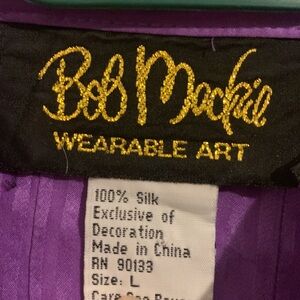 Bob Mackie
WEARABLE ART
100% Silk
Exclusive of
Decoration
Made in China
RN 90133
Size: L
Care See